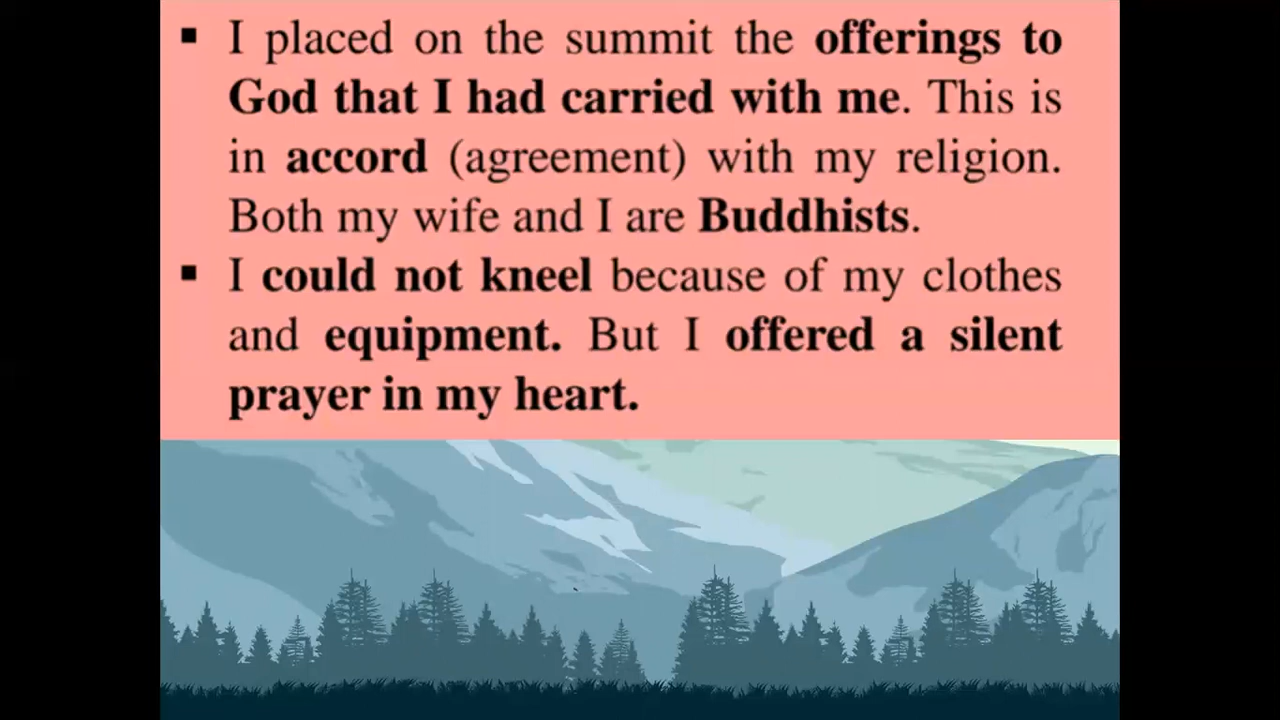 ▪ I placed on the summit the offerings to
God that I had carried with me. This is
in accord (agreement) with my religion.
Both my wife and I are Buddhists.
▪ I could not kneel because of my clothes
and equipment. But I offered a silent
prayer in my heart.